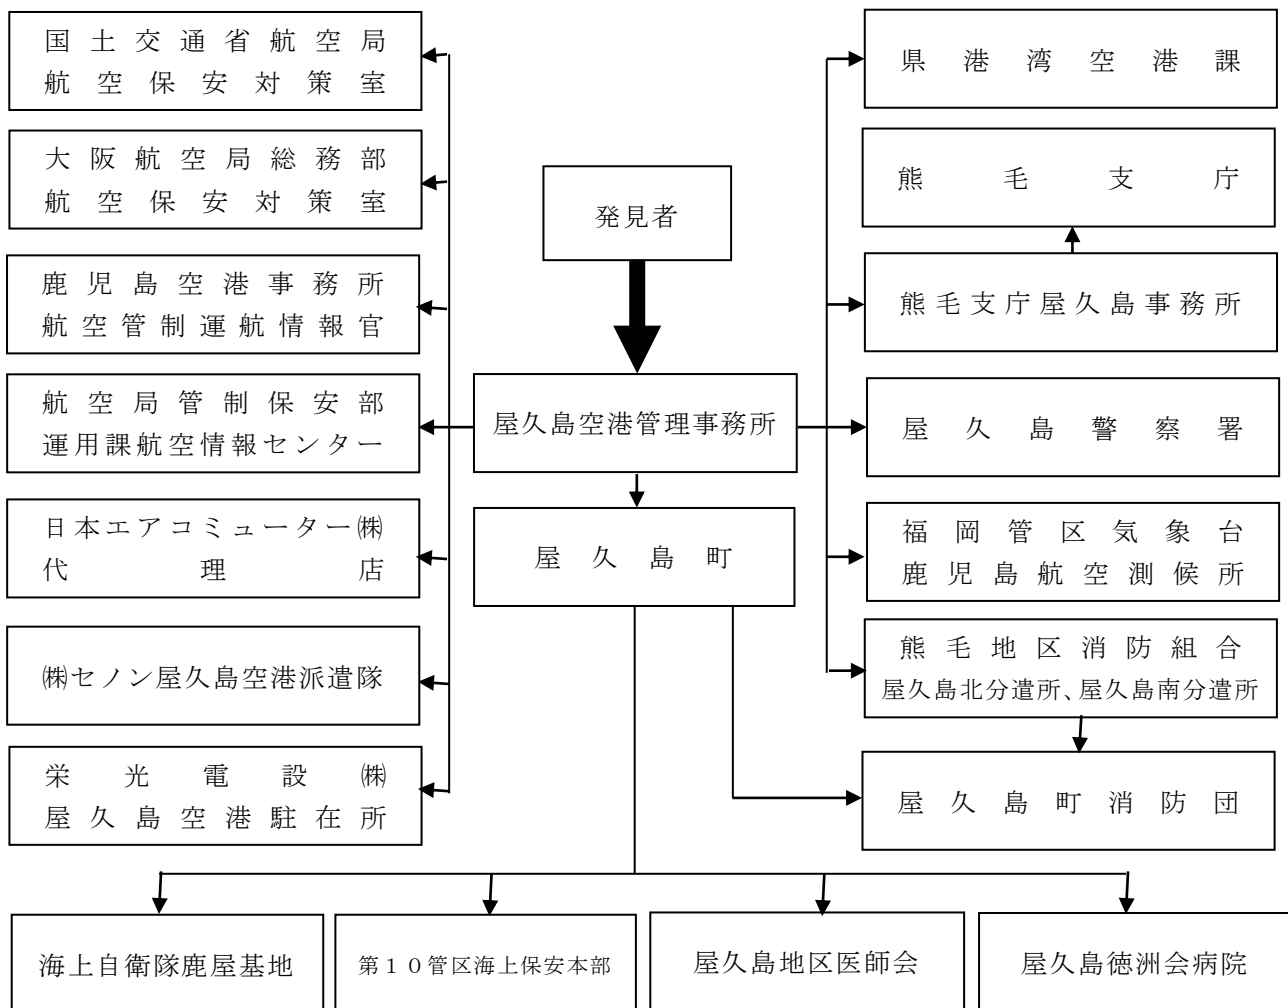 国土交通省航空局
航空保安対策室
大阪航空局総務部
航空保安対策室
鹿児島空港事務所
航空管制運航情報官
航空局管制保安部
運用課航空情報センター
日本エアコミューター㈱
代理店
㈱セノン屋久島空港派遣隊
栄光電設㈱
屋久島空港駐在所
発見者
屋久島空港管理事務所
屋久島町
県港湾空港課
熊毛支庁
熊毛支庁屋久島事務所
屋久島警察署
福岡管区気象台
鹿児島航空測候所
熊毛地区消防組合
屋久島北分遣所、屋久島南分遣所
屋久島町消防団
海上自衛隊鹿屋基地
第１０管区海上保安本部
屋久島地区医師会
屋久島徳洲会病院